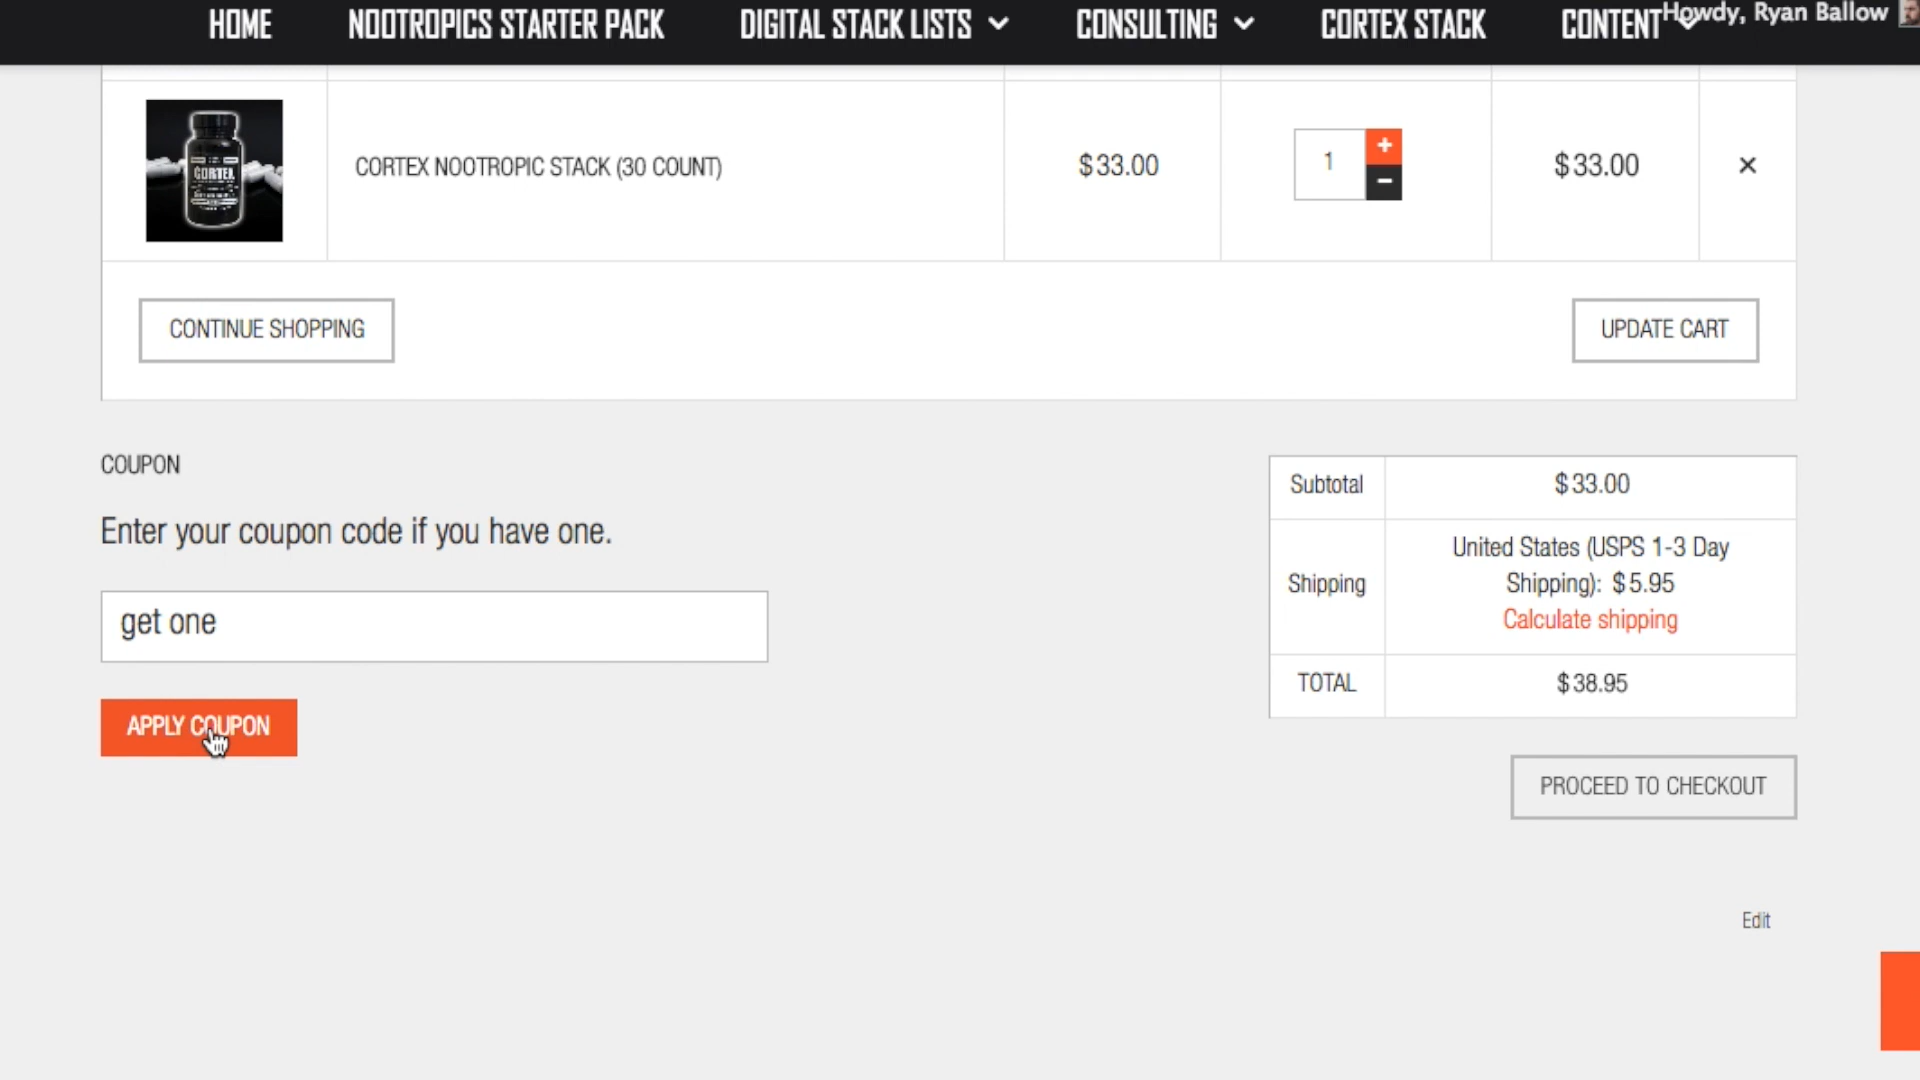 HOME NOOTROPICS STARTER PACK DIGITAL STACK LISTS CONSULTING CORTEX STACK CONTENT Howdy, Ryan Ballow
CORTEX
CORTEX NOOTROPIC STACK (30 COUNT) $33.00 1 + - $33.00 ×
CONTINUE SHOPPING UPDATE CART
COUPON
Enter your coupon code if you have one.
get one
APPLY COUPON
Subtotal $33.00
Shipping United States (USPS 1-3 Day
Shipping): $5.95
Calculate shipping
TOTAL $38.95
PROCEED TO CHECKOUT
Edit